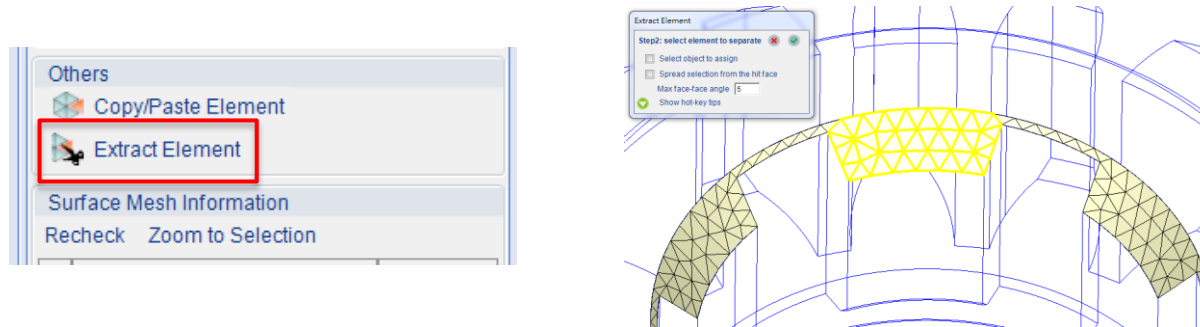 Others
Copy/Paste Element
Extract Element
Surface Mesh Information
Recheck Zoom to Selection
Extract Element
Step2: select element to separate
Select object to assign
Spread selection from the hit face
Max face-face angle 5
Show hot-key tips